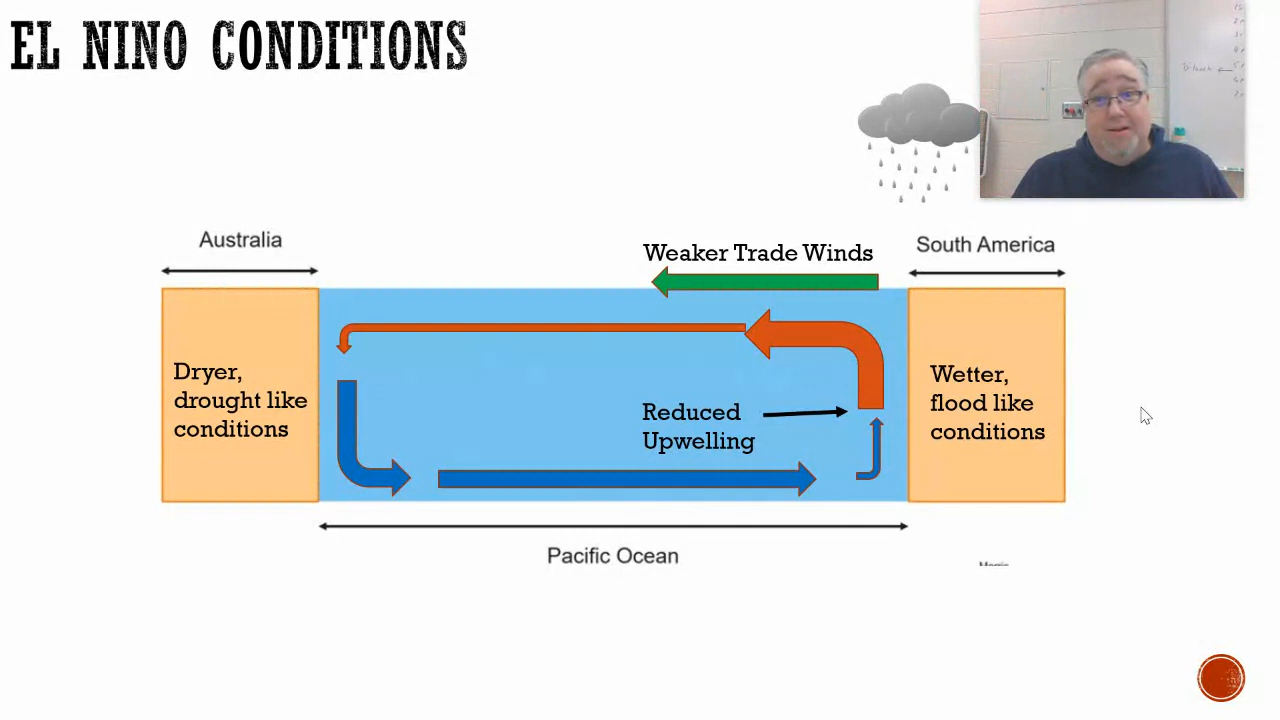 EL NINO CONDITIONS
Australia
Weaker Trade Winds
South America
Dryer,
drought like
conditions
Reduced
Upwelling
Wetter,
flood like
conditions
Pacific Ocean